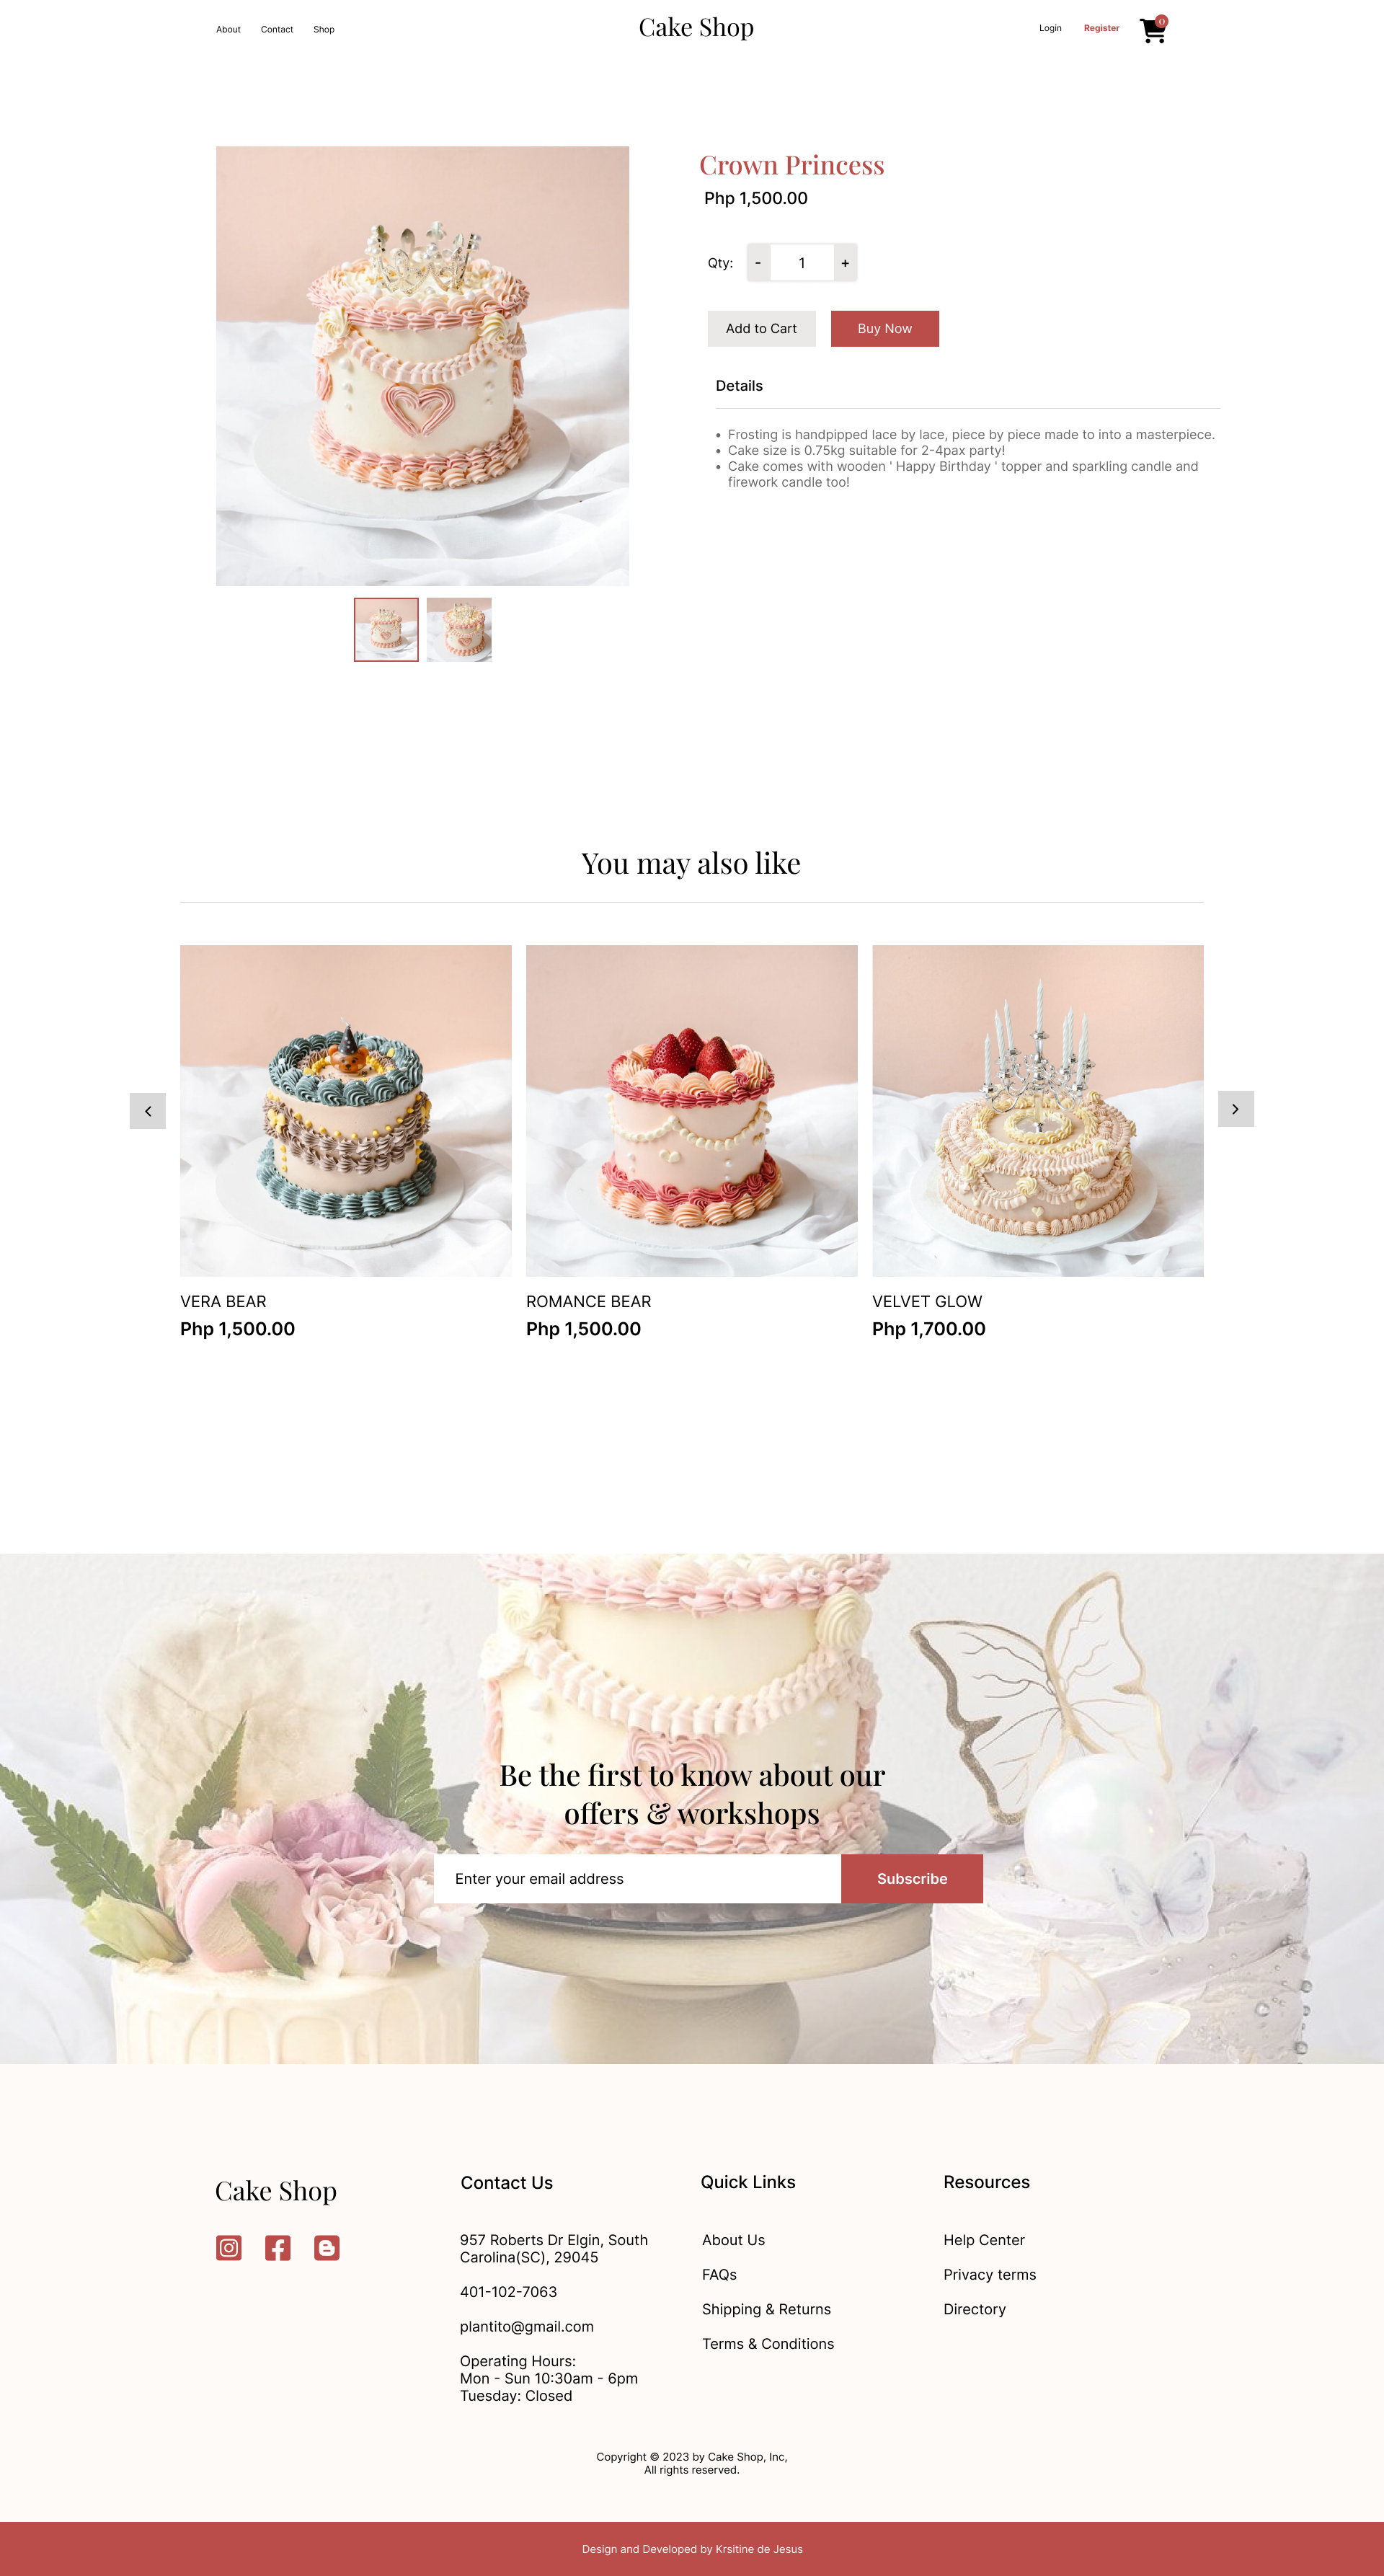 About Contact Shop
Cake Shop
Login Register 0
Crown Princess
Php 1,500.00
Qty: - 1 +
Add to Cart Buy Now
Details
• Frosting is handpipped lace by lace, piece by piece made to into a masterpiece.
• Cake size is 0.75kg suitable for 2-4pax party!
• Cake comes with wooden ' Happy Birthday ' topper and sparkling candle and
firework candle too!
You may also like
VERA BEAR
Php 1,500.00
ROMANCE BEAR
Php 1,500.00
VELVET GLOW
Php 1,700.00
Be the first to know about our
offers & workshops
Enter your email address Subscribe
Cake Shop
Contact Us
957 Roberts Dr Elgin, South
Carolina(SC), 29045
401-102-7063
plantito@gmail.com
Operating Hours:
Mon - Sun 10:30am - 6pm
Tuesday: Closed
Quick Links
About Us
FAQs
Shipping & Returns
Terms & Conditions
Resources
Help Center
Privacy terms
Directory
Copyright © 2023 by Cake Shop, Inc,
All rights reserved.
Design and Developed by Krsitine de Jesus